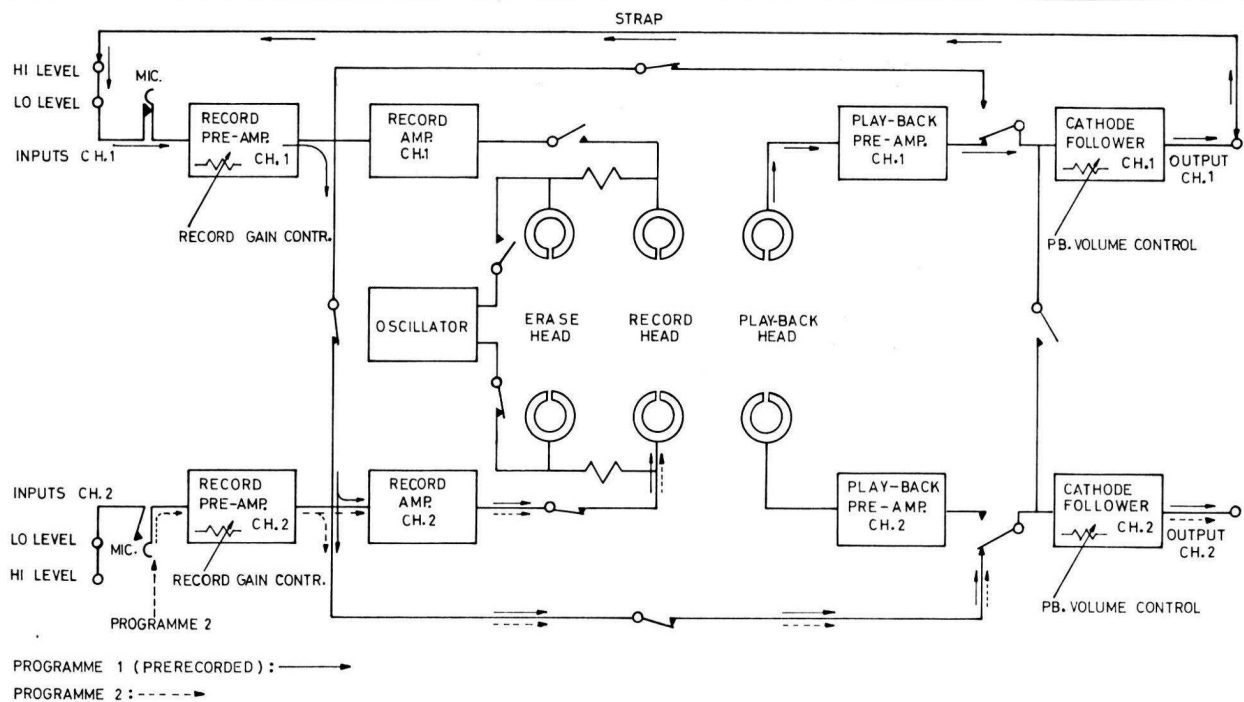 STRAP
HI LEVEL
LO LEVEL
MIC.
INPUTS CH.1
RECORD
PRE-AMP.
CH.1
RECORD GAIN CONTR.
RECORD
AMP.
CH.1
PLAY-BACK
PRE-AMP.
CH.1
CATHODE
FOLLOWER
CH.1
OUTPUT
CH.1
PB. VOLUME CONTROL
OSCILLATOR
ERASE
HEAD
RECORD
HEAD
PLAY-BACK
HEAD
INPUTS CH.2
LO LEVEL
HI LEVEL
MIC.
RECORD
PRE-AMP.
CH.2
RECORD GAIN CONTR.
RECORD
AMP.
CH.2
PLAY-BACK
PRE-AMP.
CH.2
CATHODE
FOLLOWER
CH.2
OUTPUT
CH.2
PB. VOLUME CONTROL
PROGRAMME 2
PROGRAMME 1 (PRERECORDED):
PROGRAMME 2: